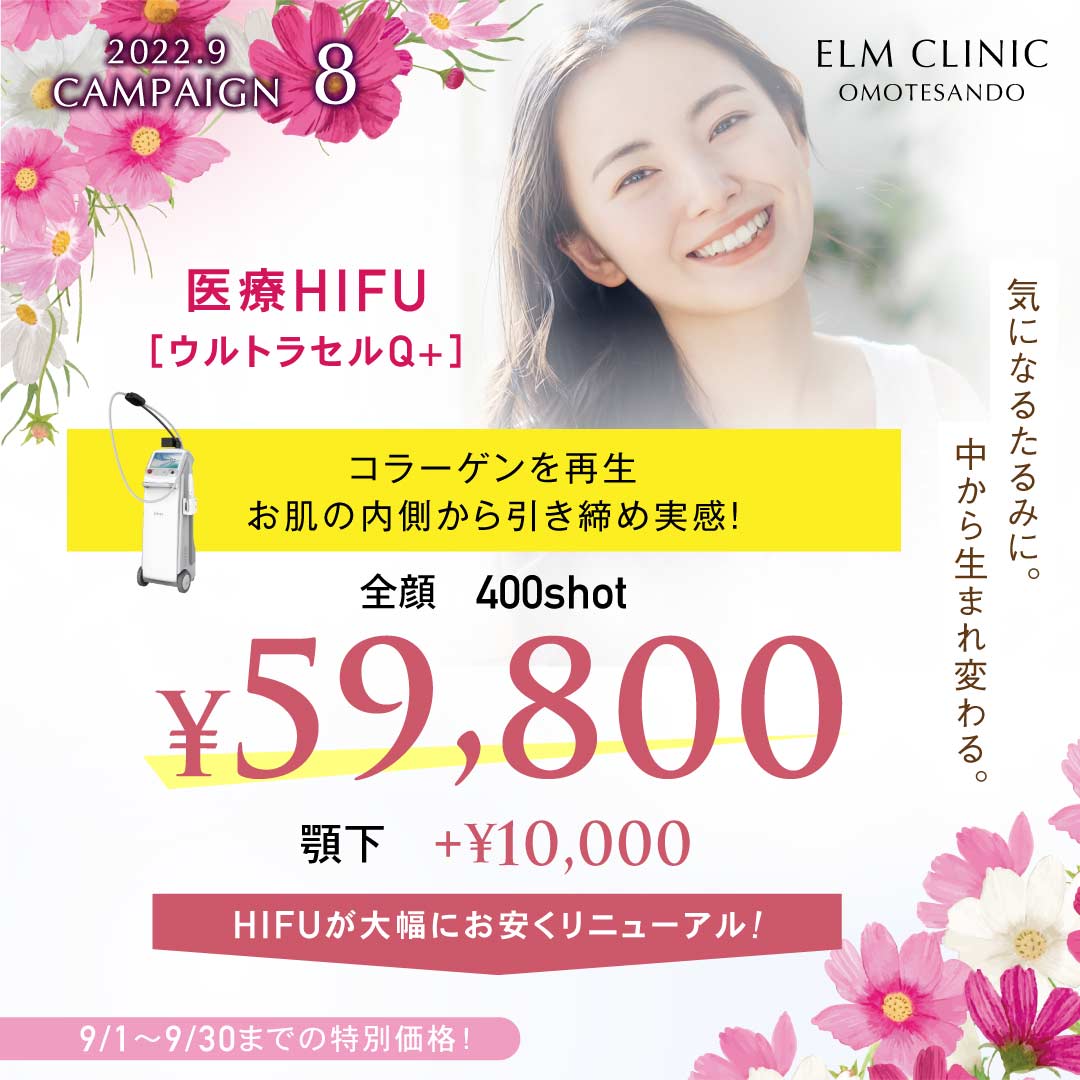 2022.9
CAMPAIGN 8
ELM CLINIC
OMOTESANDO
医療HIFU
[ウルトラセルQ+]
気になるたるみに。
中から生まれ変わる。
コラーゲンを再生
お肌の内側から引き締め実感!
全顔 400shot
¥59,800
顎下 +¥10,000
HIFUが大幅にお安くリニューアル!
9/1〜9/30までの特別価格!